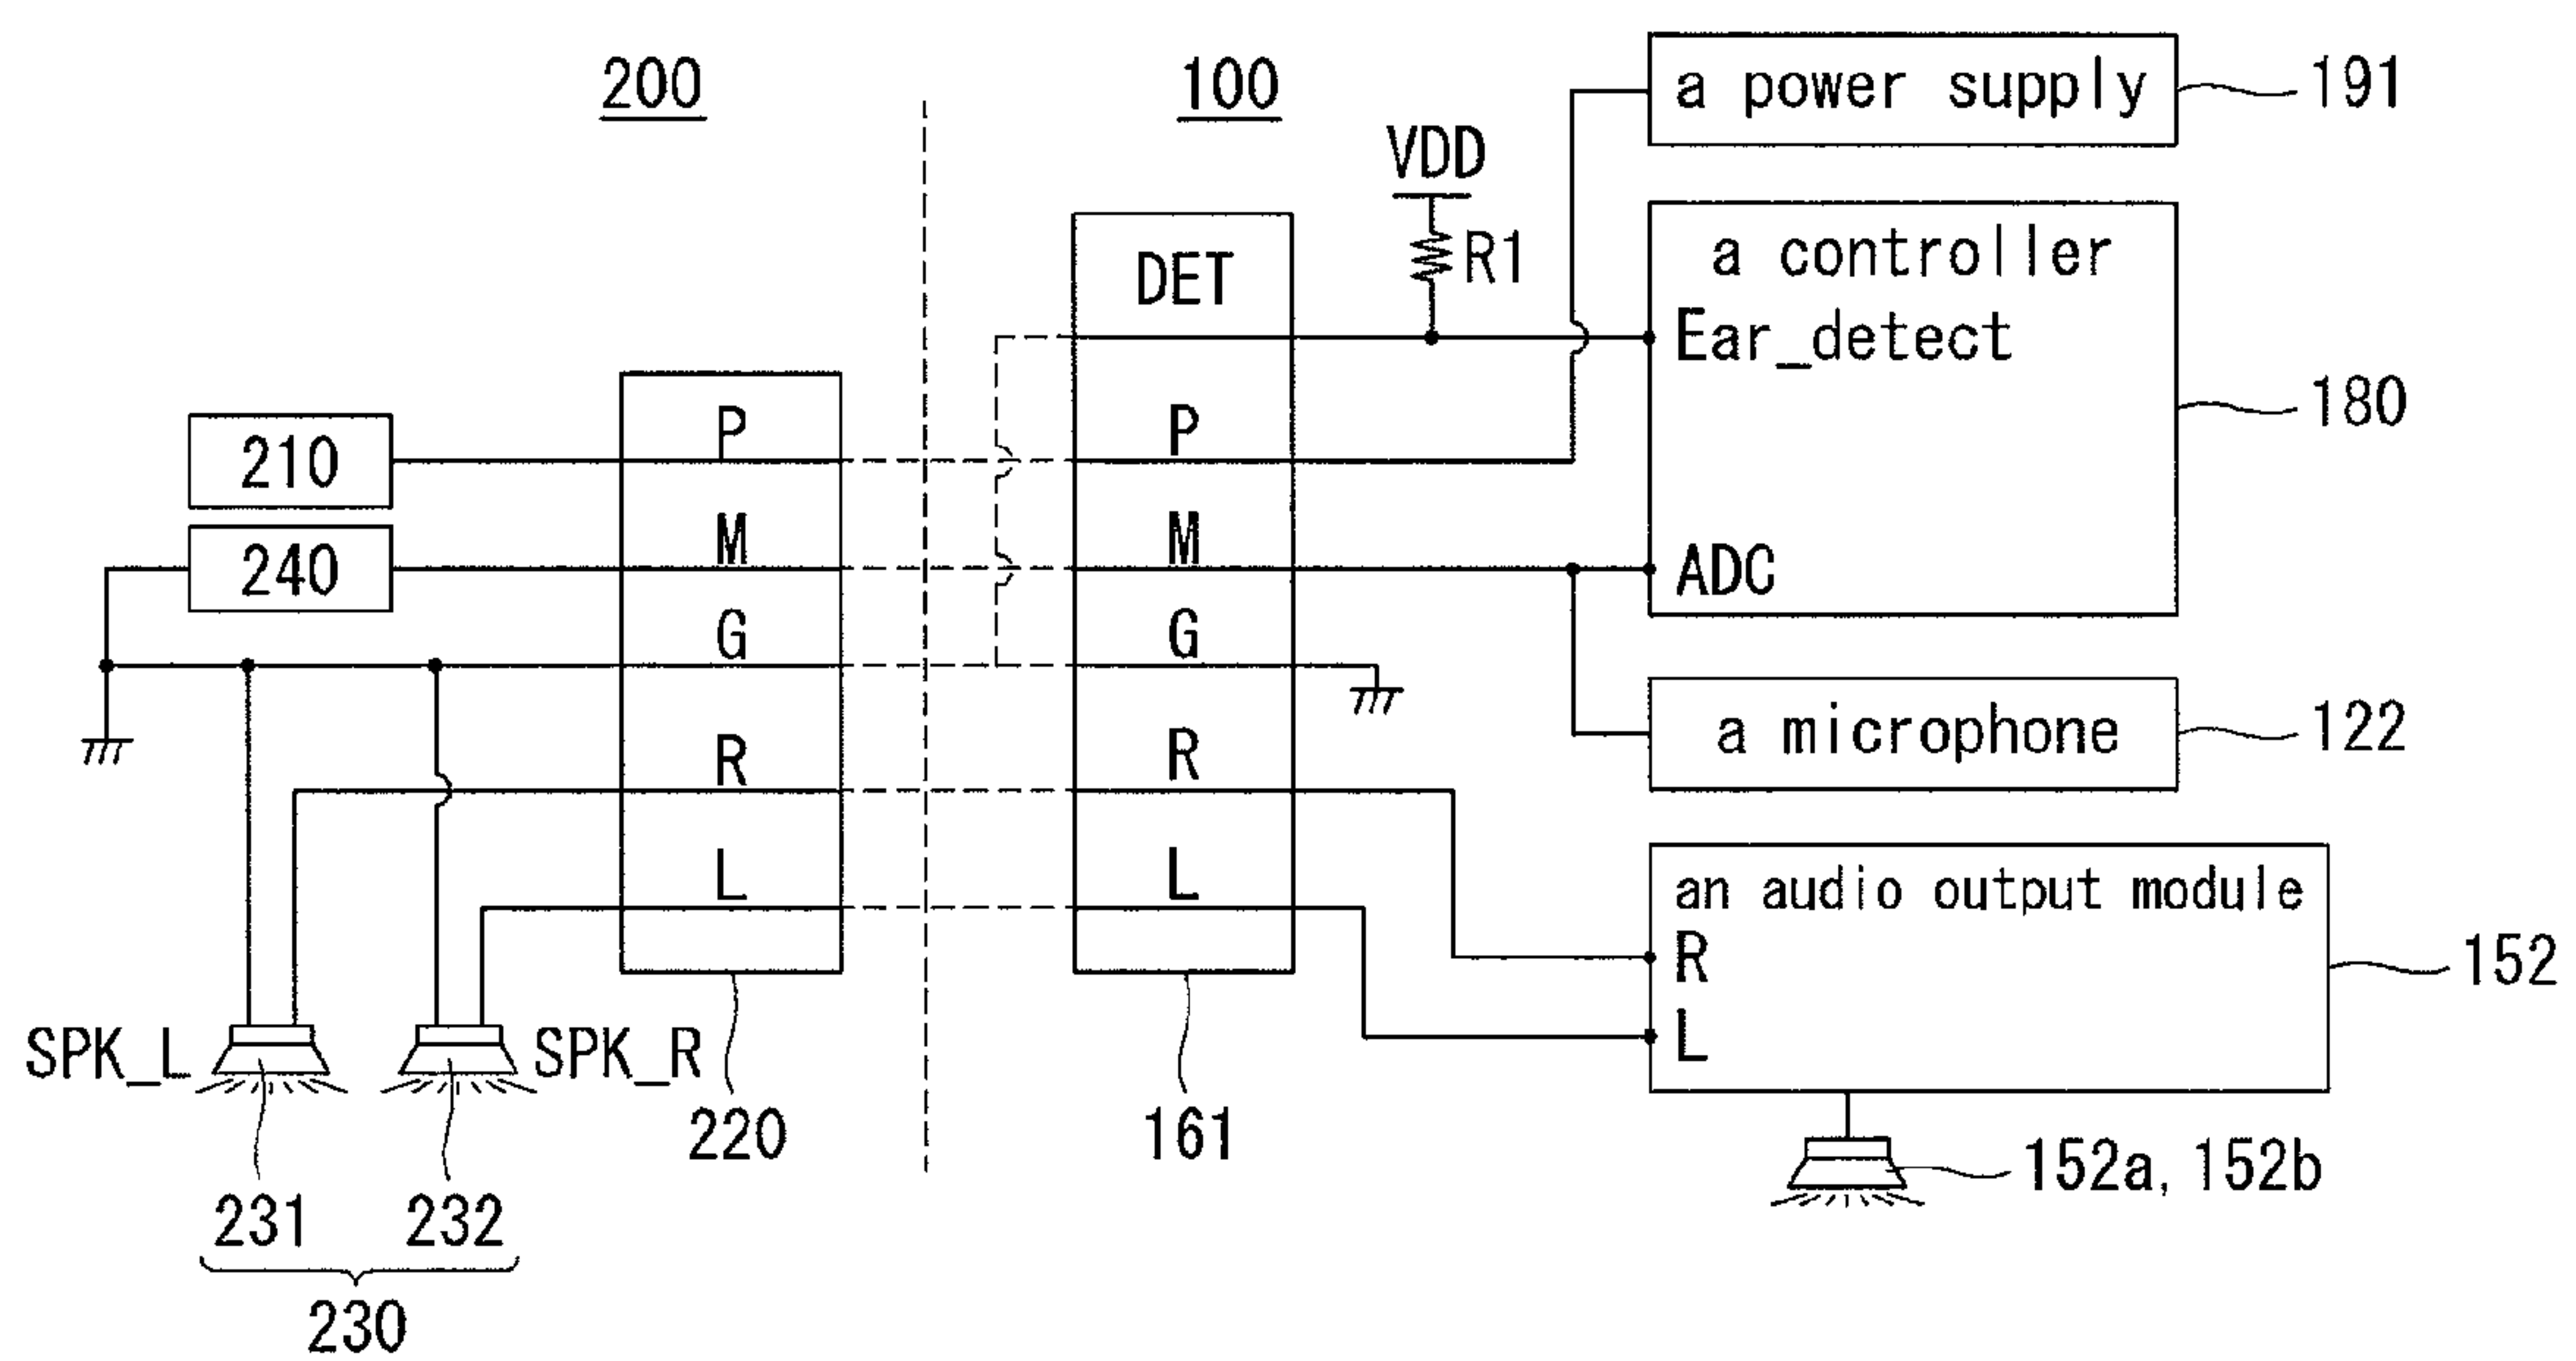 200
100
a power supply
191
VDD
R1
DET
a controller
Ear_detect
180
P
P
210
M
M
240
ADC
G
G
a microphone
122
R
R
L
L
an audio output module
R
L
152
SPK_L
SPK_R
220
161
152a, 152b
231
232
230